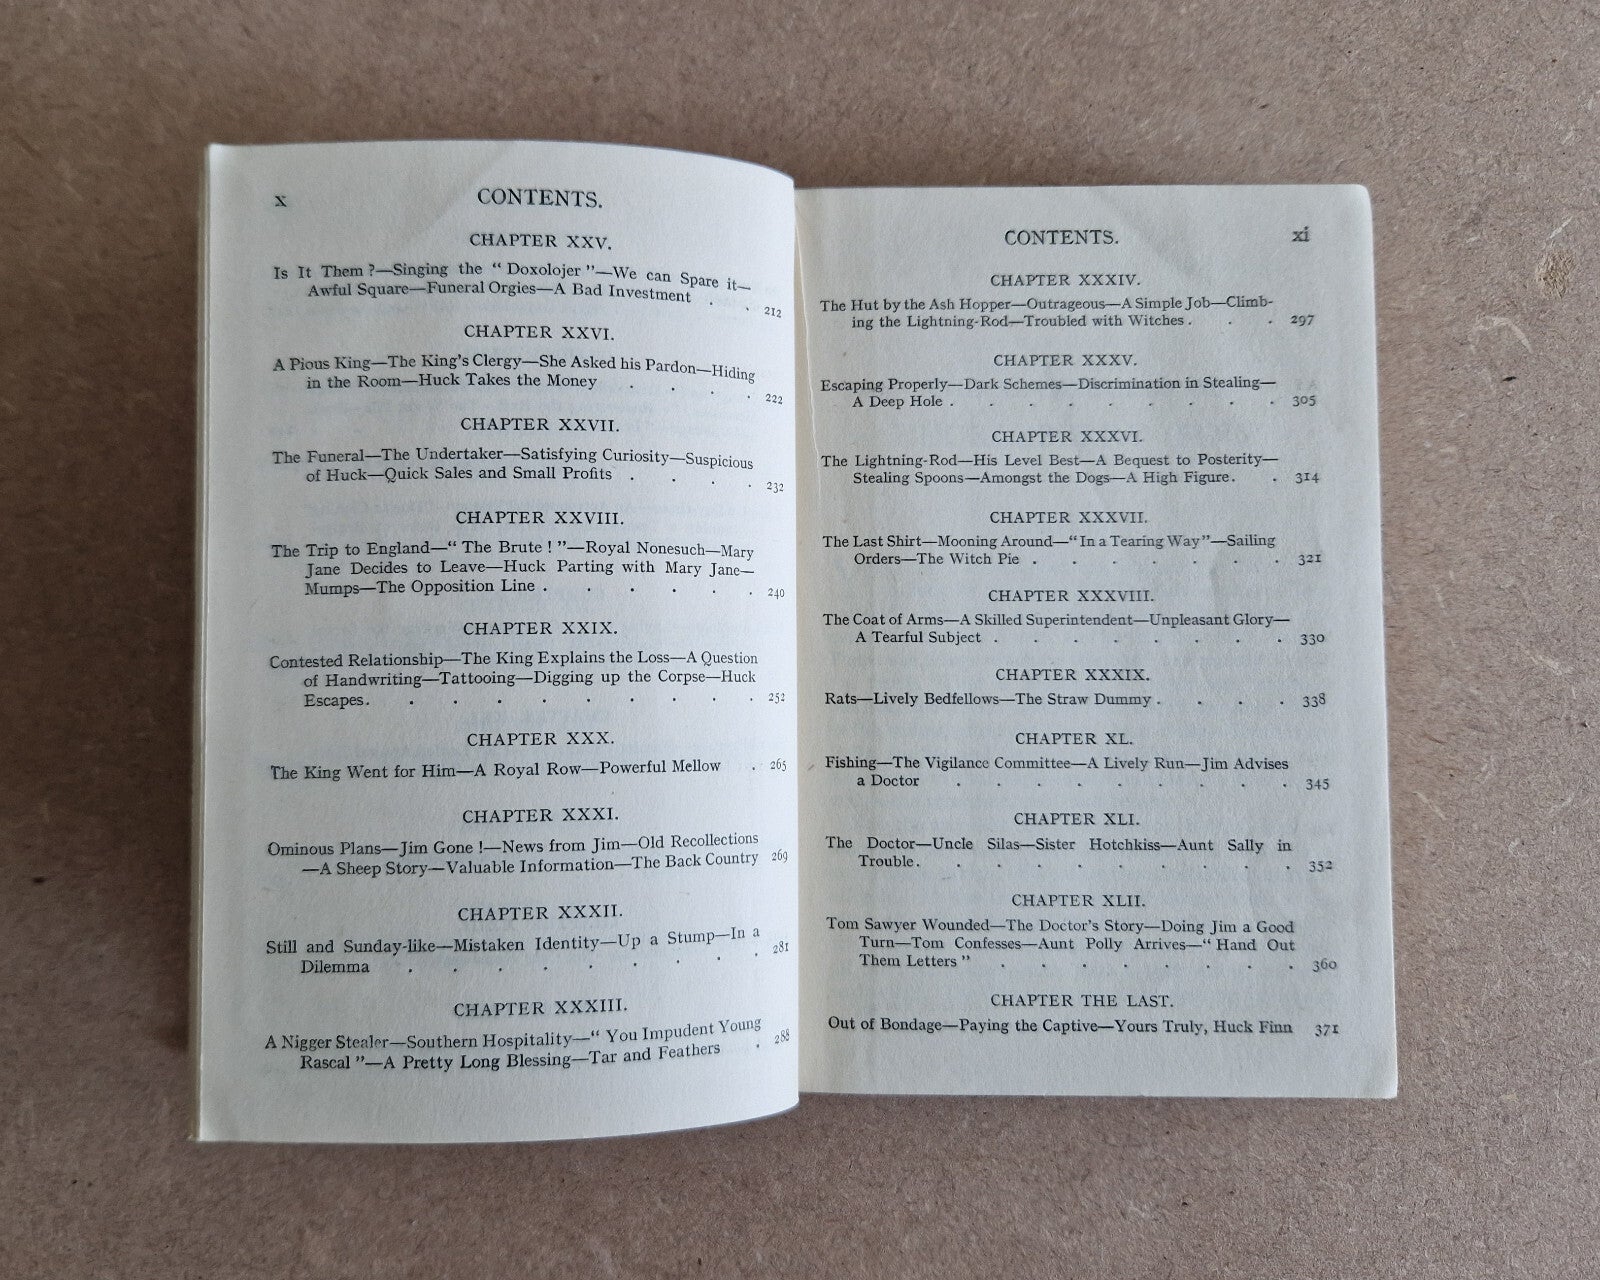 x CONTENTS.
CHAPTER XXV.
Is It Them?—Singing the “ Doxolojer ”—We can Spare it—
Awful Square—Funeral Orgies—A Bad Investment . . 212
CHAPTER XXVI.
A Pious King—The King's Clergy—She Asked his Pardon—Hiding
in the Room—Huck Takes the Money . . . . 222
CHAPTER XXVII.
The Funeral—The Undertaker—Satisfying Curiosity—Suspicious
of Huck—Quick Sales and Small Profits . . . . 232
CHAPTER XXVIII.
The Trip to England—“ The Brute ! ”—Royal Nonesuch—Mary
Jane Decides to Leave—Huck Parting with Mary Jane—
Mumps—The Opposition Line . . . . . . 240
CHAPTER XXIX.
Contested Relationship—The King Explains the Loss—A Question
of Handwriting—Tattooing—Digging up the Corpse—Huck
Escapes. . . . . . . . . . 252
CHAPTER XXX.
The King Went for Him—A Royal Row—Powerful Mellow . 265
CHAPTER XXXI.
Ominous Plans—Jim Gone !—News from Jim—Old Recollections
—A Sheep Story—Valuable Information—The Back Country 269
CHAPTER XXXII.
Still and Sunday-like—Mistaken Identity—Up a Stump—In a
Dilemma . . . . . . . . . 281
CHAPTER XXXIII.
A Nigger Stealer—Southern Hospitality—“ You Impudent Young
Rascal ”—A Pretty Long Blessing—Tar and Feathers . 288
CONTENTS. xi
CHAPTER XXXIV.
The Hut by the Ash Hopper—Outrageous—A Simple Job—Climb-
ing the Lightning-Rod—Troubled with Witches . . . 297
CHAPTER XXXV.
Escaping Properly—Dark Schemes—Discrimination in Stealing—
A Deep Hole . . . . . . . . . 305
CHAPTER XXXVI.
The Lightning-Rod—His Level Best—A Bequest to Posterity—
Stealing Spoons—Amongst the Dogs—A High Figure. . 314
CHAPTER XXXVII.
The Last Shirt—Mooning Around—“In a Tearing Way”—Sailing
Orders—The Witch Pie . . . . . . . 321
CHAPTER XXXVIII.
The Coat of Arms—A Skilled Superintendent—Unpleasant Glory—
A Tearful Subject . . . . . . . . 330
CHAPTER XXXIX.
Rats—Lively Bedfellows—The Straw Dummy . . . . 338
CHAPTER XL.
Fishing—The Vigilance Committee—A Lively Run—Jim Advises
a Doctor . . . . . . . . . 345
CHAPTER XLI.
The Doctor—Uncle Silas—Sister Hotchkiss—Aunt Sally in
Trouble. . . . . . . . . . 352
CHAPTER XLII.
Tom Sawyer Wounded—The Doctor's Story—Doing Jim a Good
Turn—Tom Confesses—Aunt Polly Arrives—“ Hand Out
Them Letters ” . . . . . . . . 360
CHAPTER THE LAST.
Out of Bondage—Paying the Captive—Yours Truly, Huck Finn 371